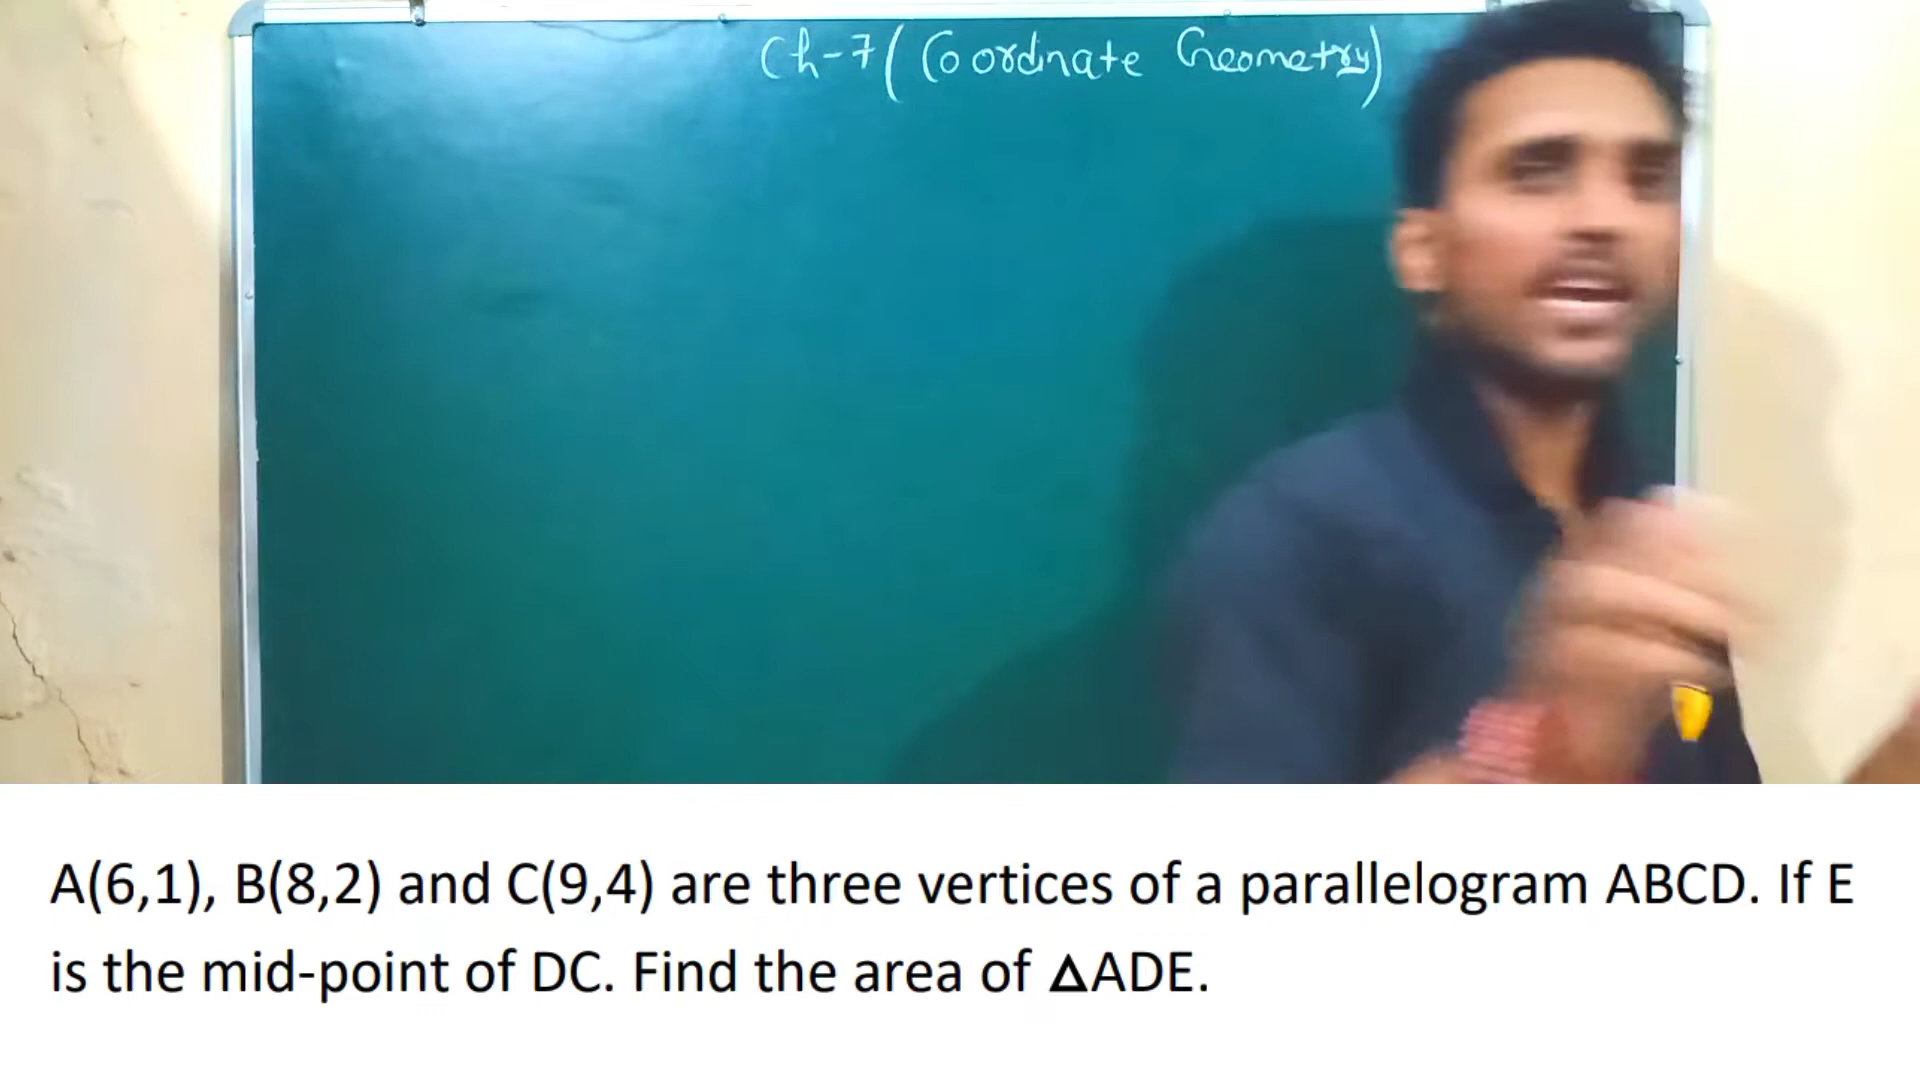 Ch-7 (Coordinate Geometry)
A(6,1), B(8,2) and C(9,4) are three vertices of a parallelogram ABCD. If E
is the mid-point of DC. Find the area of ΔADE.